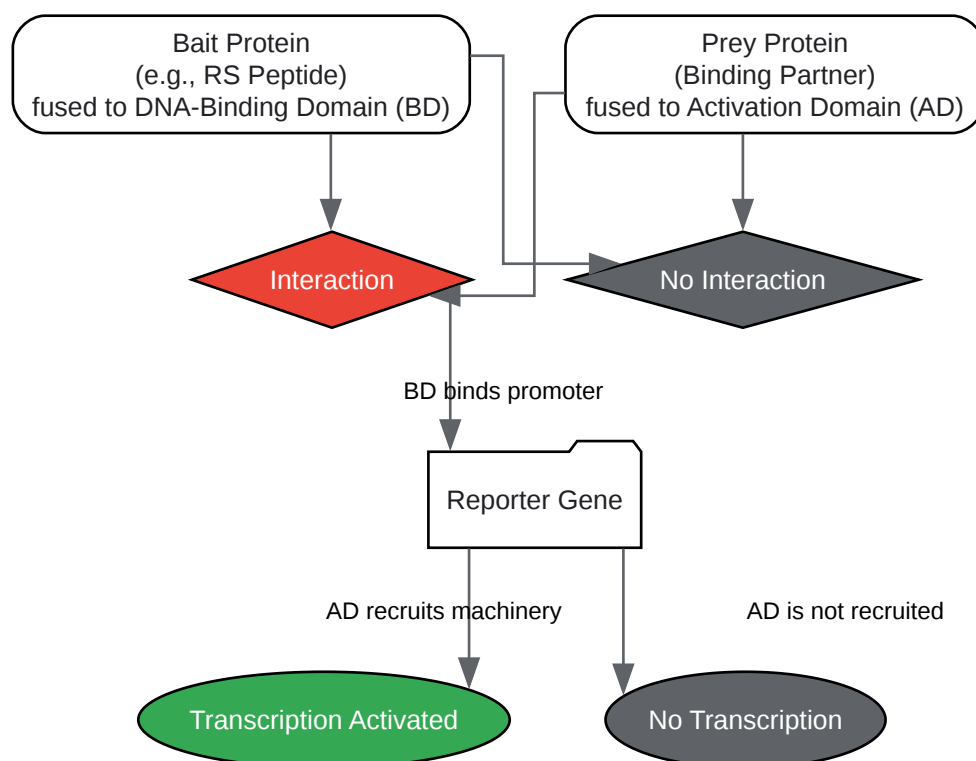 Bait Protein
(e.g., RS Peptide)
fused to DNA-Binding Domain (BD)
Prey Protein
(Binding Partner)
fused to Activation Domain (AD)
Interaction
No Interaction
BD binds promoter
Reporter Gene
AD recruits machinery
AD is not recruited
Transcription Activated
No Transcription